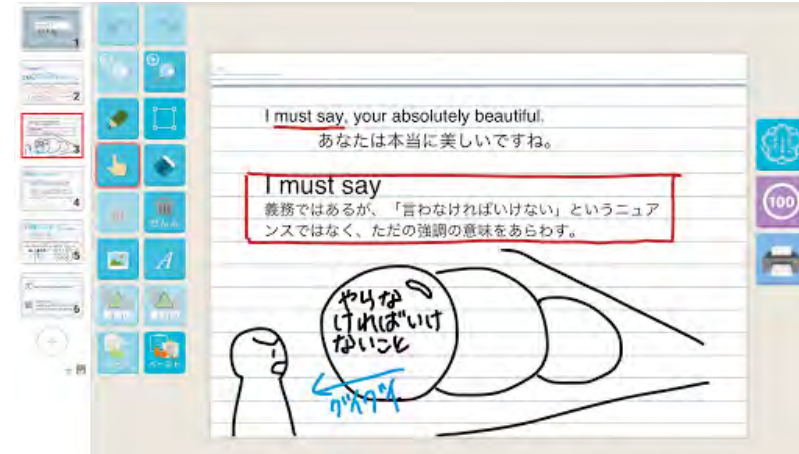 I must say, your absolutely beautiful.
あなたは本当に美しいですね。
I must say
義務ではあるが、「言わなければいけない」というニュア
ンスではなく、ただの強調の意味をあらわす。
やらな
ければいけ
ないこと
グイグイ
1
2
3
4
5
6
A
100